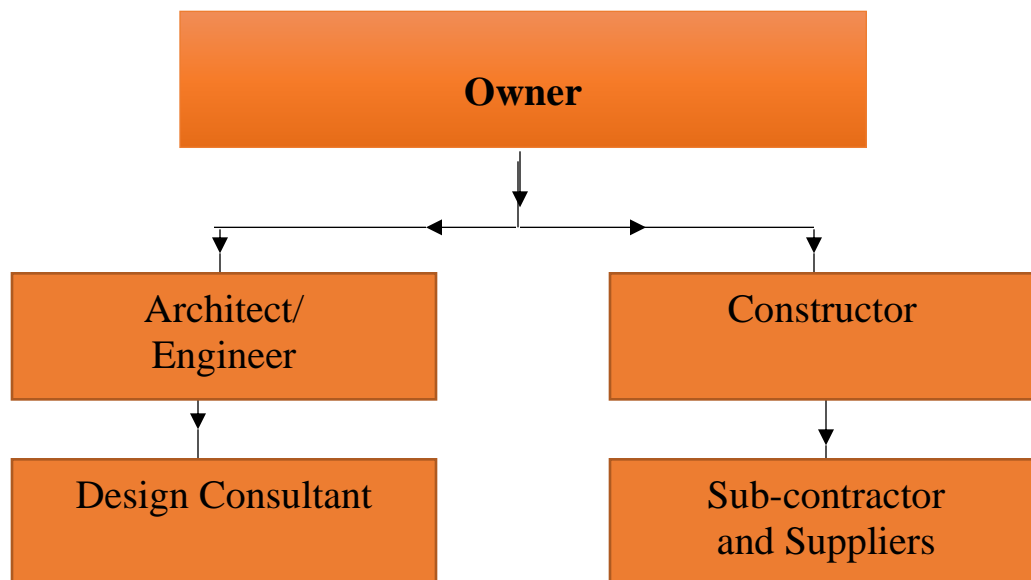 Owner
Architect/
Engineer
Constructor
Design Consultant
Sub-contractor
and Suppliers